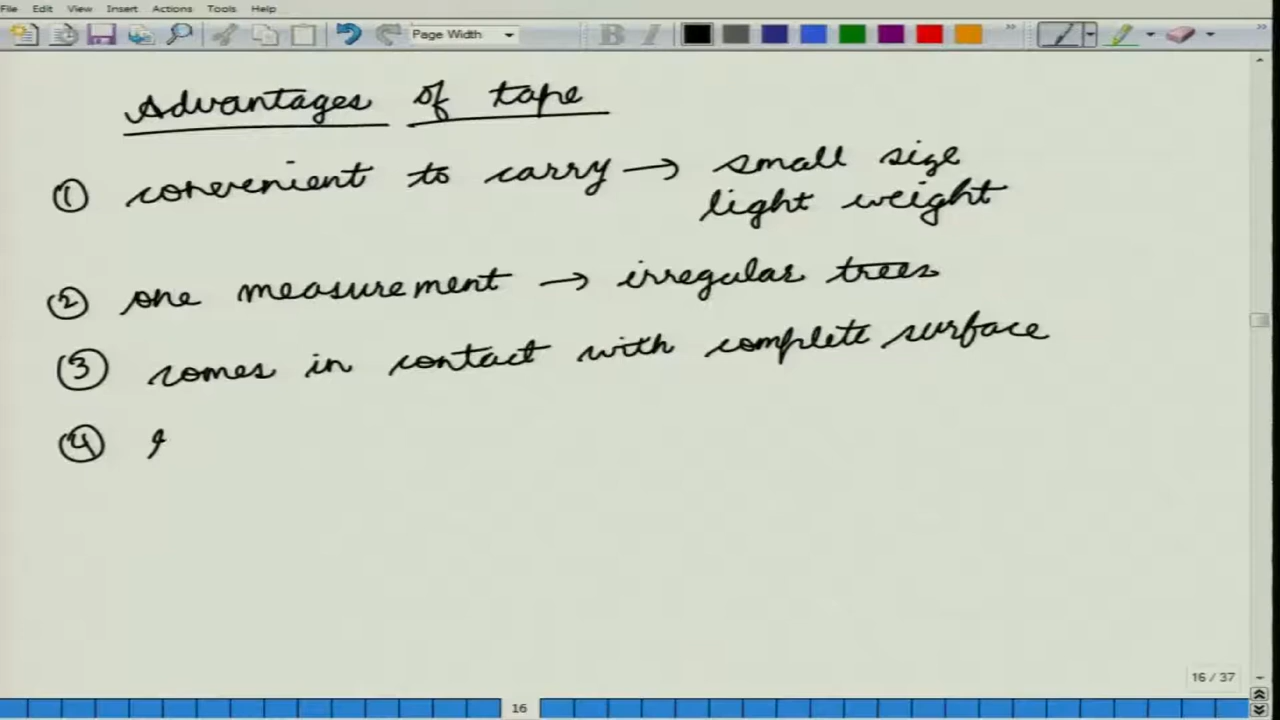 File Edit View Insert Actions Tools Help
Page Width
Advantages of tape
① convenient to carry → small size
light weight
② one measurement → irregular trees
③ comes in contact with complete surface
④
16 / 37
16